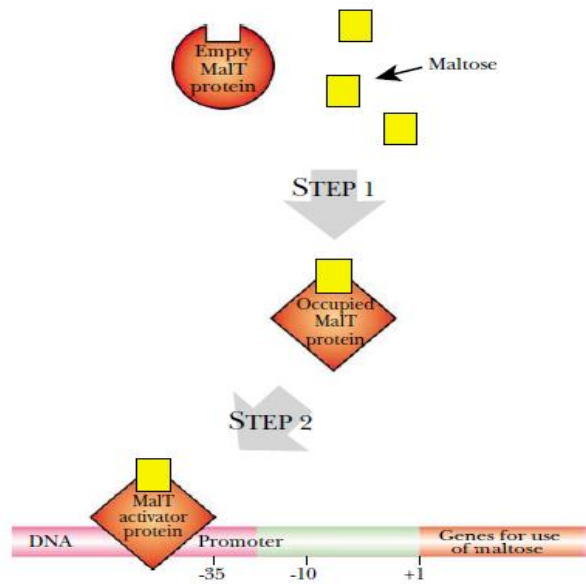 Empty
MalT
protein
Maltose
STEP 1
Occupied
MalT
protein
STEP 2
MalT
activator
protein
DNA
Promoter
Genes for use
of maltose
-35
-10
+1